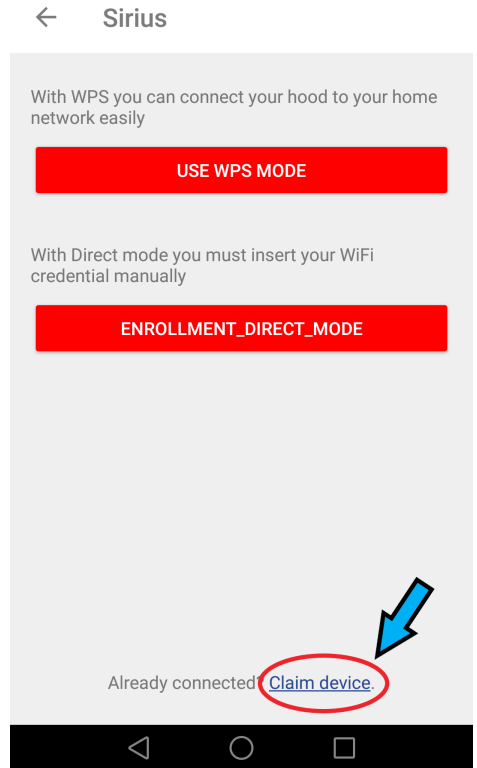 Sirius
With WPS you can connect your hood to your home
network easily
USE WPS MODE
With Direct mode you must insert your WiFi
credential manually
ENROLLMENT_DIRECT_MODE
Already connected? Claim device.